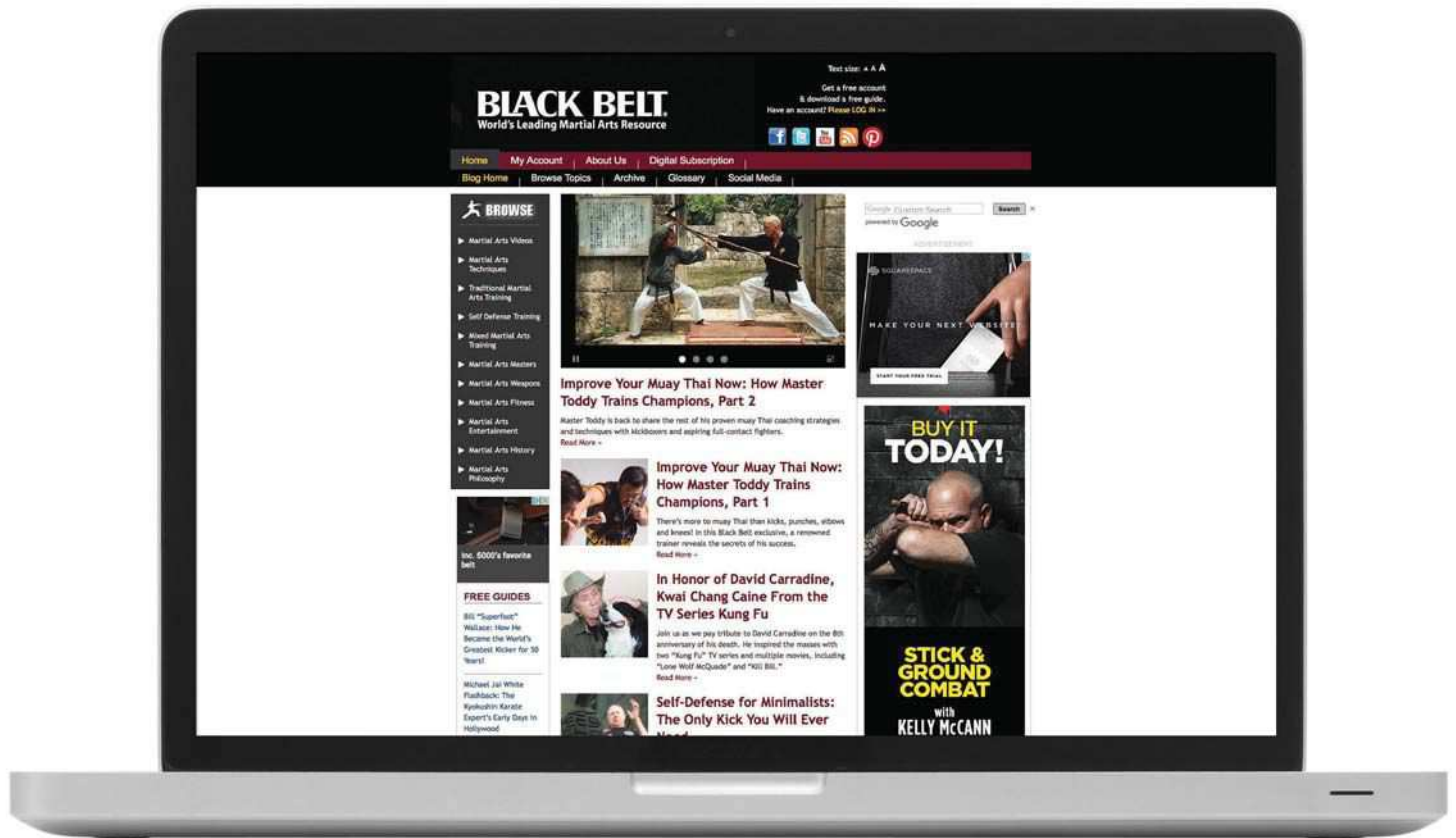 Text size: A A A
Get a free account
& download a free guide.
Have an account? Please LOG IN >>
BLACK BELT
World's Leading Martial Arts Resource
Home My Account About Us Digital Subscription
Blog Home Browse Topics Archive Glossary Social Media
BROWSE
Martial Arts Videos
Martial Arts
Techniques
Traditional Martial
Arts Training
Self Defense Training
Mixed Martial Arts
Training
Martial Arts Masters
Martial Arts Weapons
Martial Arts Fitness
Martial Arts
Entertainment
Martial Arts History
Martial Arts
Philosophy
Inc. 5000's favorite
belt
FREE GUIDES
Bill "Superfoot"
Wallace: How He
Became the World's
Greatest Kicker for 50
Years!
Michael Jai White
Flashback: The
Kyokushin Karate
Expert's Early Days in
Hollywood
Improve Your Muay Thai Now: How Master
Toddy Trains Champions, Part 2
Master Toddy is back to share the rest of his proven muay Thai coaching strategies
and techniques with kickboxers and aspiring full-contact fighters.
Read More »
Improve Your Muay Thai Now:
How Master Toddy Trains
Champions, Part 1
There's more to muay Thai than kicks, punches, elbows
and knees! In this Black Belt exclusive, a renowned
trainer reveals the secrets of his success.
Read More »
In Honor of David Carradine,
Kwai Chang Caine From the
TV Series Kung Fu
Join us as we pay tribute to David Carradine on the 8th
anniversary of his death. He inspired the masses with
two "Kung Fu" TV series and multiple movies, including
"Lone Wolf McQuade" and "Kill Bill."
Read More »
Self-Defense for Minimalists:
The Only Kick You Will Ever
Need
Google Custom Search Search
powered by Google
ADVERTISEMENT
SQUARESPACE
MAKE YOUR NEXT WEBSITE
START YOUR FREE TRIAL
BUY IT
TODAY!
STICK &
GROUND
COMBAT
with
KELLY McCANN